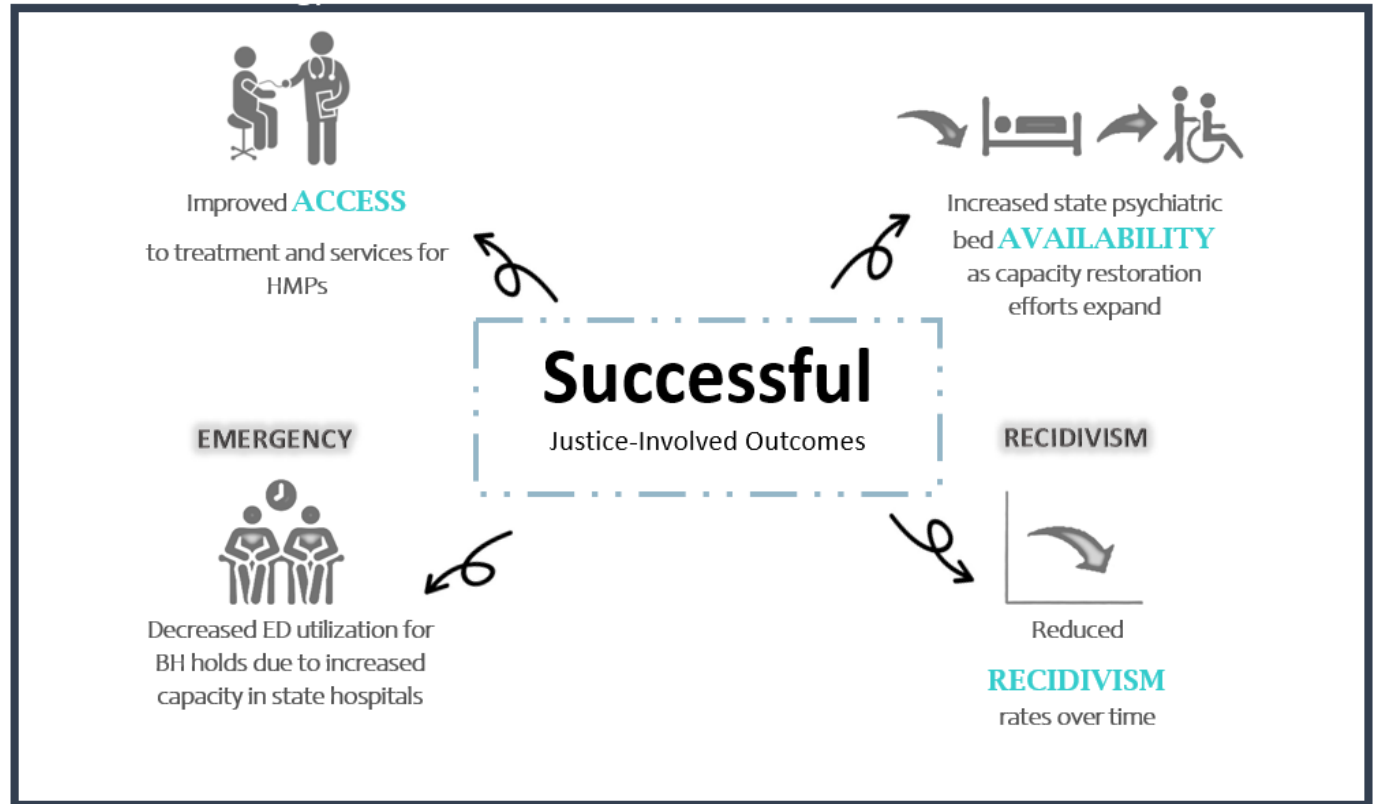 Improved ACCESS
to treatment and services for
HMPs
Increased state psychiatric
bed AVAILABILITY
as capacity restoration
efforts expand
Successful
Justice-Involved Outcomes
EMERGENCY
Decreased ED utilization for
BH holds due to increased
capacity in state hospitals
RECIDIVISM
Reduced
RECIDIVISM
rates over time